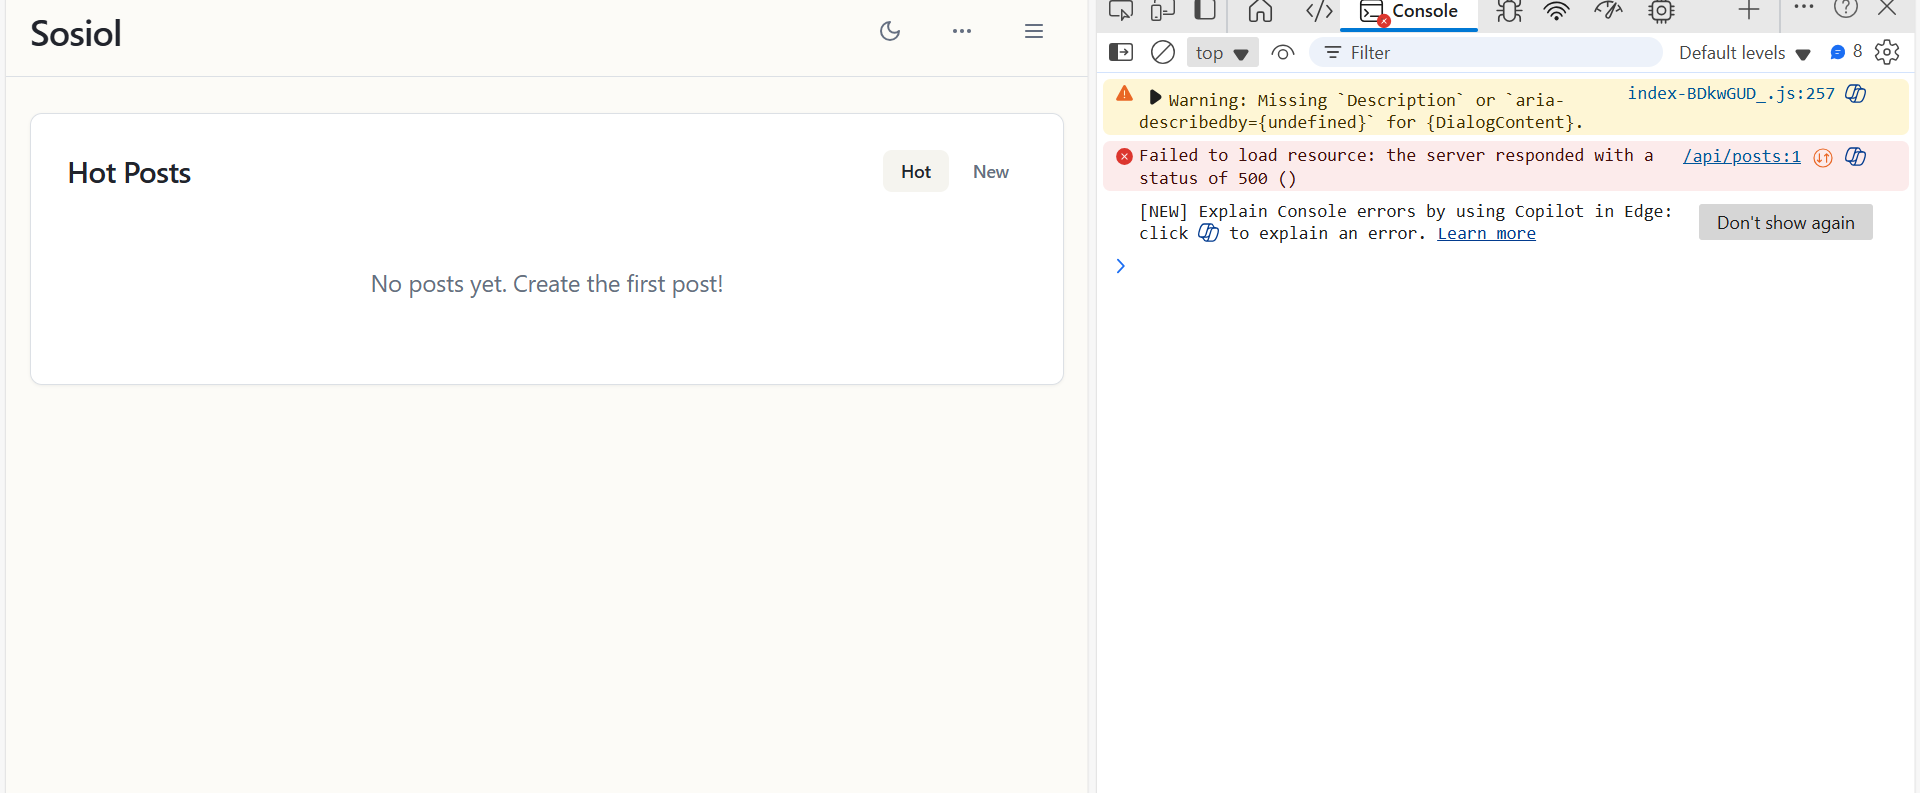 Sosiol
Hot Posts
Hot
New
No posts yet. Create the first post!
Console
top
Filter
Default levels
8
Warning: Missing `Description` or `aria-
describedby={undefined}` for {DialogContent}.
index-BDkwGUD_.js:257
Failed to load resource: the server responded with a
status of 500 ()
/api/posts:1
[NEW] Explain Console errors by using Copilot in Edge:
click to explain an error. Learn more
Don't show again